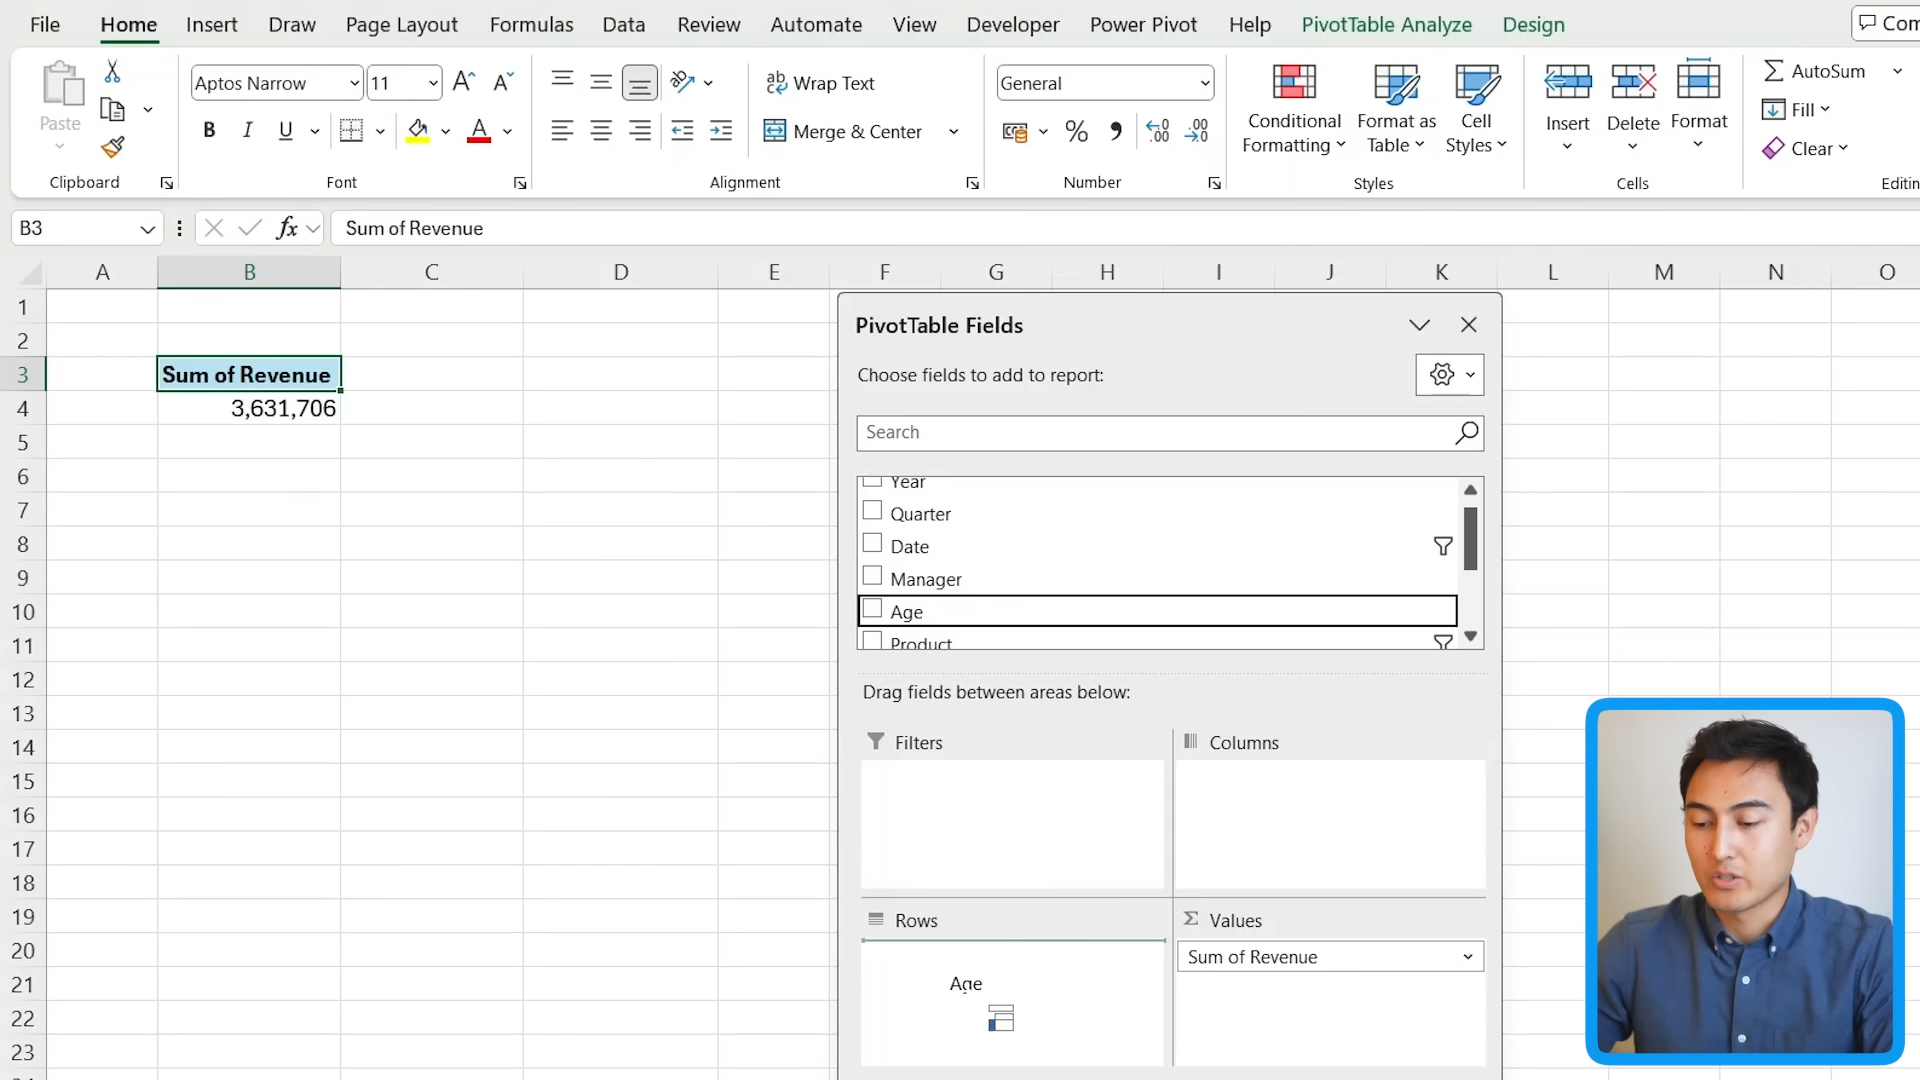 File Home Insert Draw Page Layout Formulas Data Review Automate View Developer Power Pivot Help PivotTable Analyze Design Com
Paste
Clipboard
Aptos Narrow 11
B I U A
Font
ab Wrap Text
Merge & Center
Alignment
General
% , .00
Number
Conditional Formatting
Format as Table
Cell Styles
Styles
Insert Delete Format
Cells
AutoSum
Fill
Clear
Editin
B3 fx Sum of Revenue
A B C D E F G H I J K L M N O
1
2
3 Sum of Revenue
4 3,631,706
5
6
7
8
9
10
11
12
13
14
15
16
17
18
19
20
21
22
23
PivotTable Fields
Choose fields to add to report:
Search
Year
Quarter
Date
Manager
Age
Product
Drag fields between areas below:
Filters
Columns
Rows
Age
Σ Values
Sum of Revenue